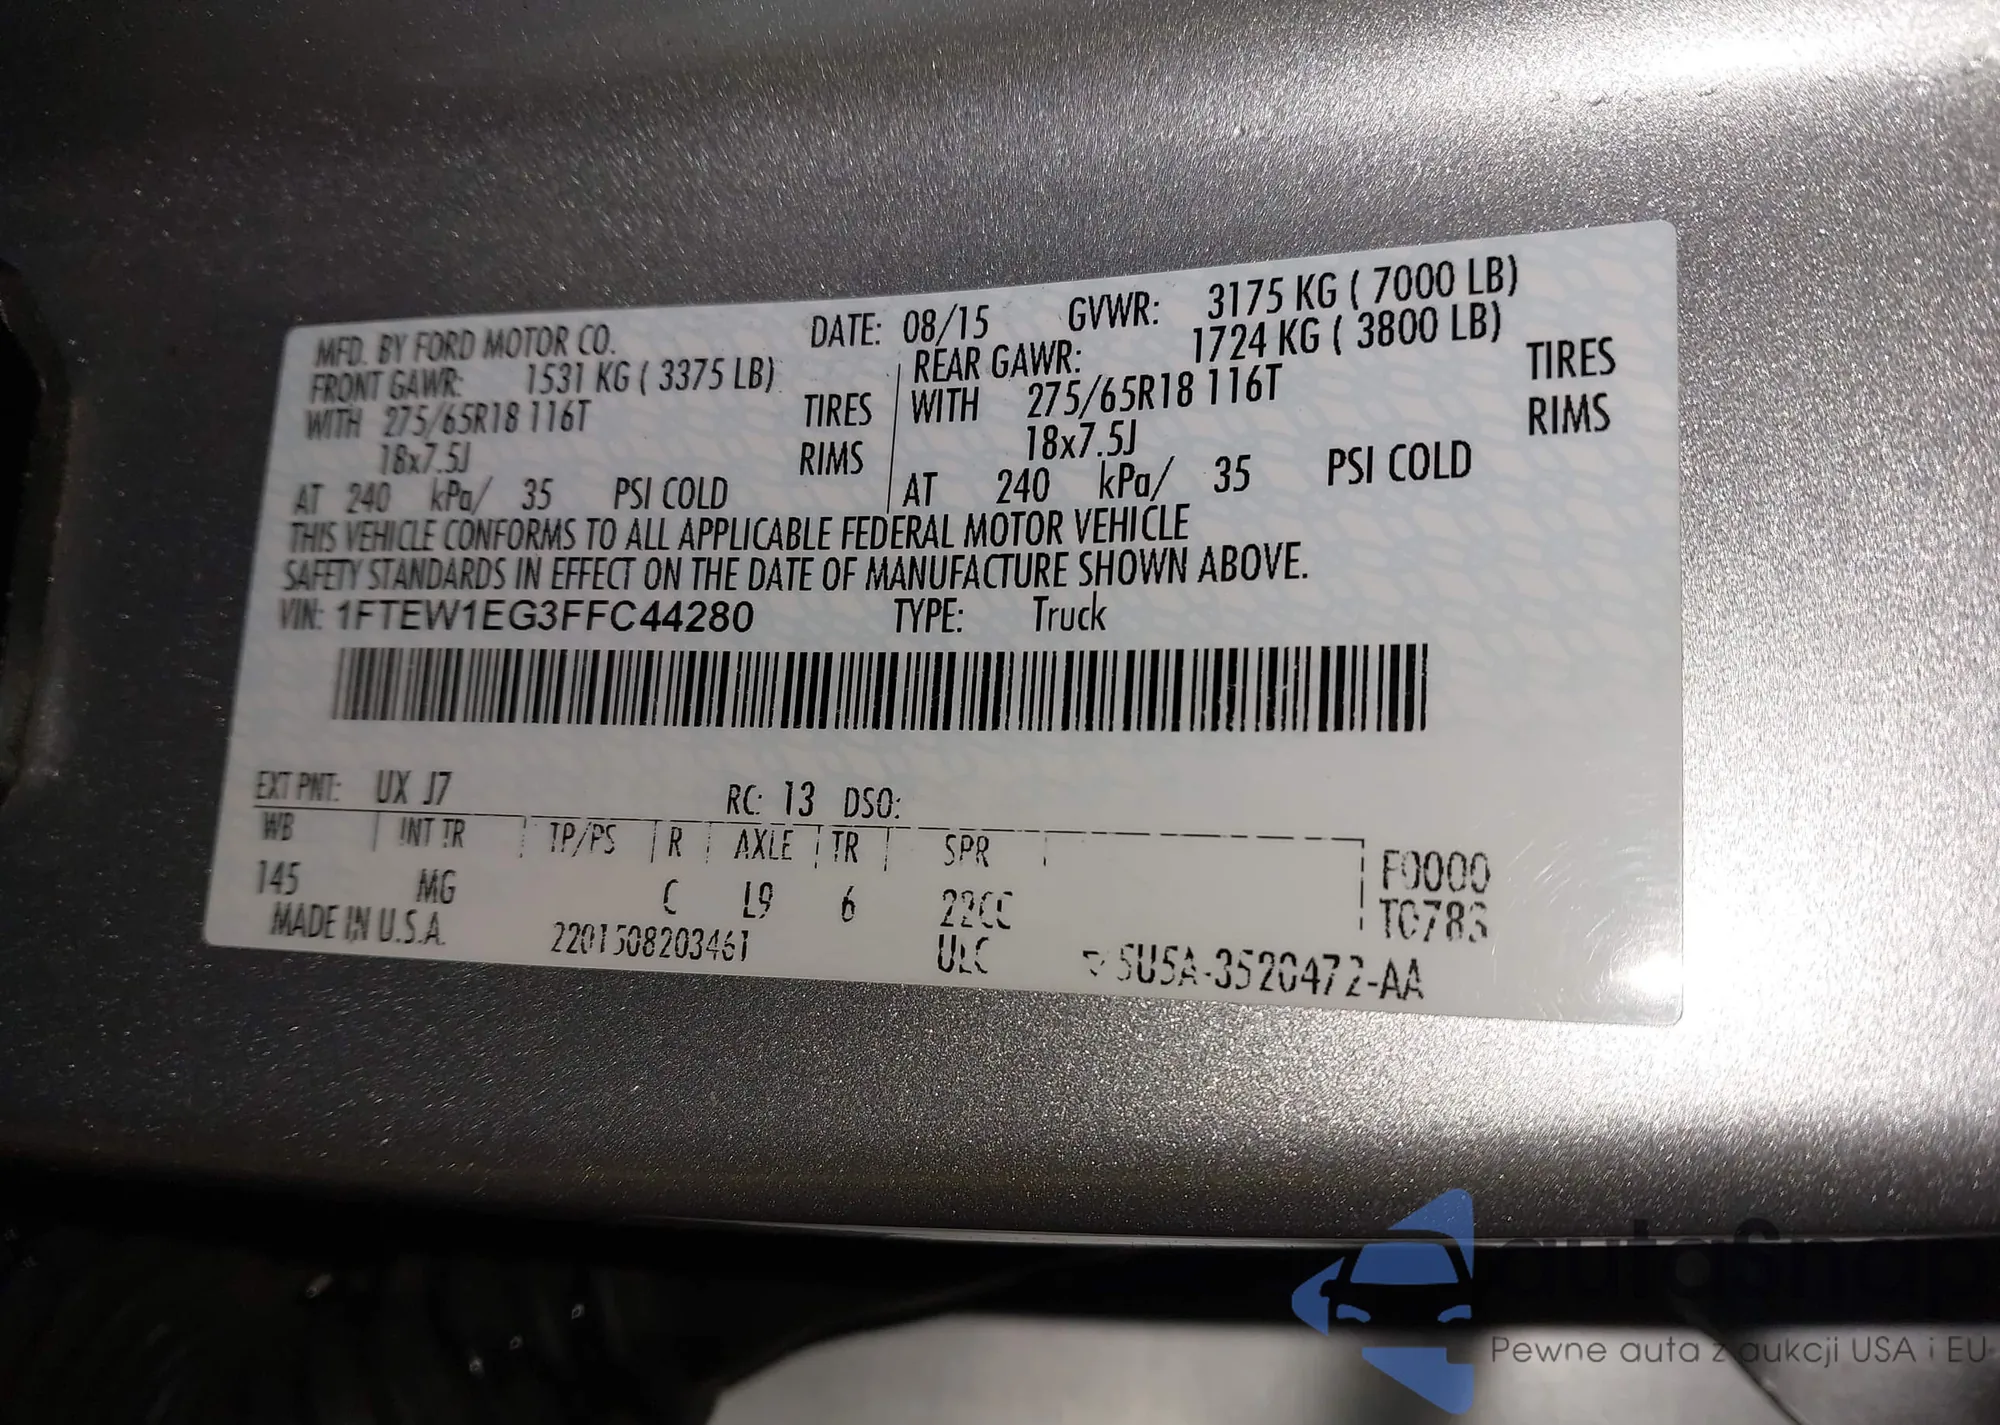 MFD. BY FORD MOTOR CO. DATE: 08/15 GVWR: 3175 KG ( 7000 LB)
FRONT GAWR: 1531 KG ( 3375 LB) REAR GAWR: 1724 KG ( 3800 LB)
WITH 275/65R18 116T TIRES WITH 275/65R18 116T TIRES
18x7.5J RIMS 18x7.5J RIMS
AT 240 kPa/ 35 PSI COLD AT 240 kPa/ 35 PSI COLD
THIS VEHICLE CONFORMS TO ALL APPLICABLE FEDERAL MOTOR VEHICLE
SAFETY STANDARDS IN EFFECT ON THE DATE OF MANUFACTURE SHOWN ABOVE.
VIN: 1FTEW1EG3FFC44280 TYPE: Truck
EXT PNT: UX J7 RC: 13 DSO:
WB INT TR TP/PS R AXLE TR SPR
145 MG C L9 6 22CC F0000
MADE IN U.S.A. 2201508203461 ULC 5U5A-3520472-AA
Pewne auta z aukcji USA i EU